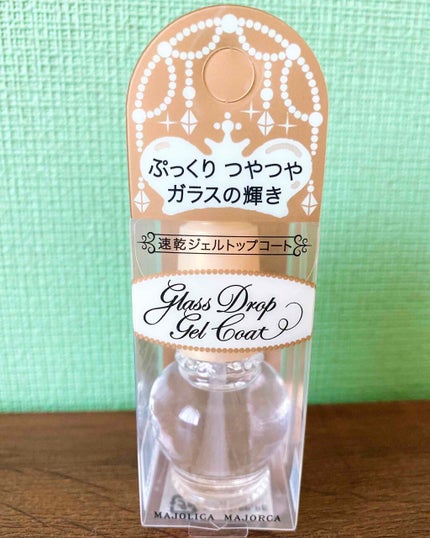 ぷっくり つやつや
ガラスの輝き
速乾ジェルトップコート
Glass Drop
Gel Coat
MAJOLICA MAJORCA